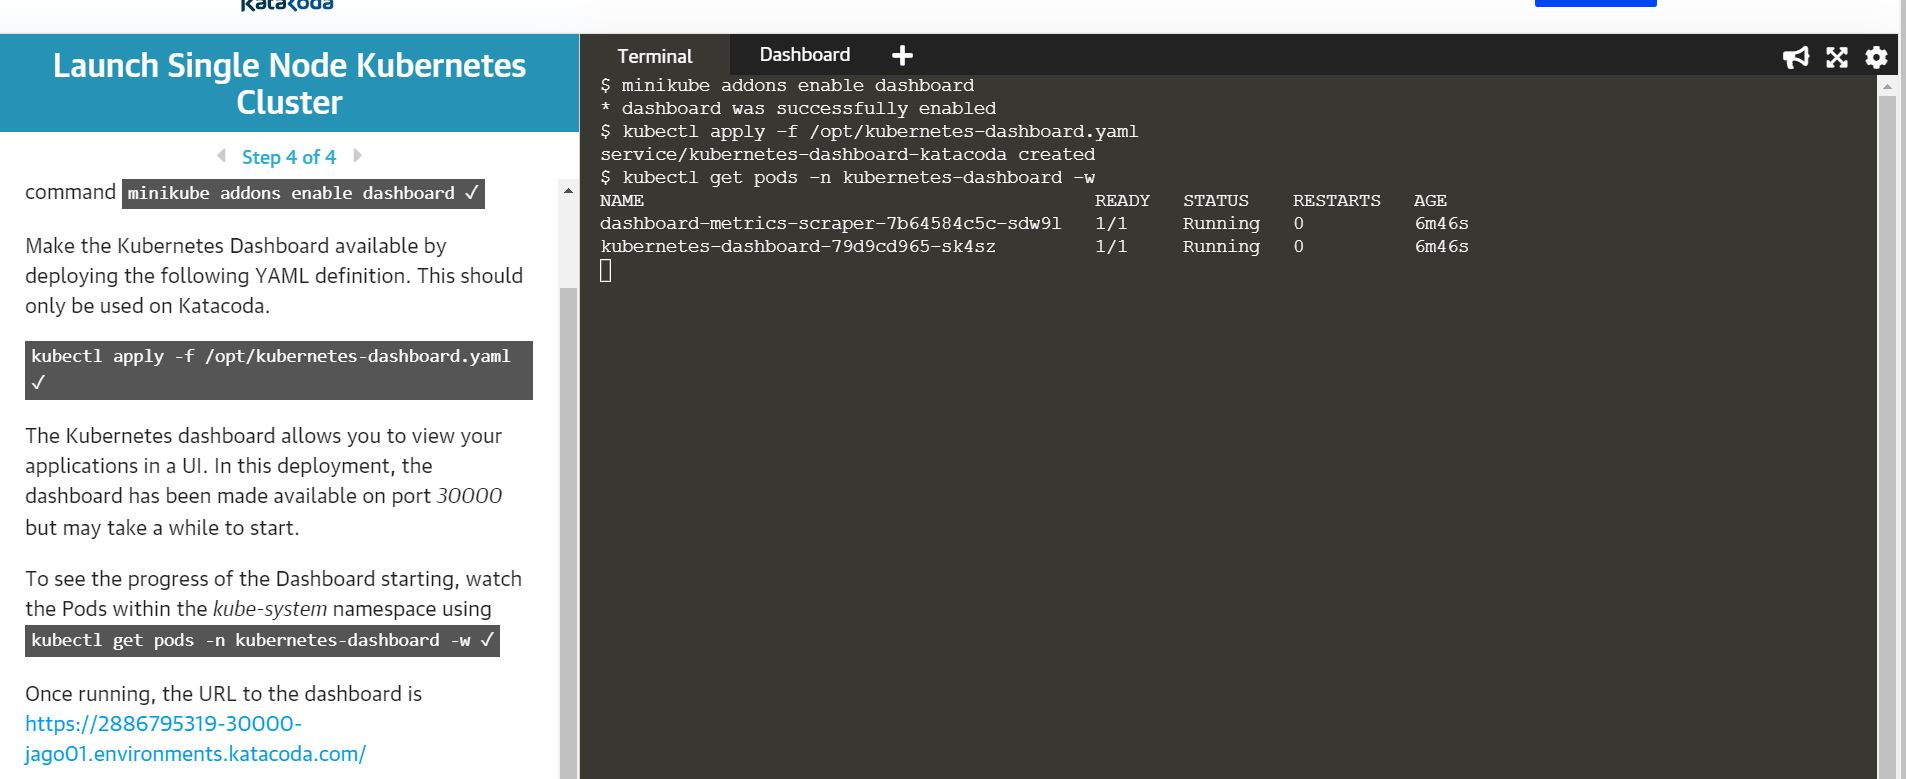 Katacoda
Launch Single Node Kubernetes
Cluster
Step 4 of 4
command minikube addons enable dashboard ✓
Make the Kubernetes Dashboard available by
deploying the following YAML definition. This should
only be used on Katacoda.
kubectl apply -f /opt/kubernetes-dashboard.yaml
✓
The Kubernetes dashboard allows you to view your
applications in a UI. In this deployment, the
dashboard has been made available on port 30000
but may take a while to start.
To see the progress of the Dashboard starting, watch
the Pods within the kube-system namespace using
kubectl get pods -n kubernetes-dashboard -w ✓
Once running, the URL to the dashboard is
https://2886795319-30000-
jago01.environments.katacoda.com/
Terminal Dashboard +
$ minikube addons enable dashboard
* dashboard was successfully enabled
$ kubectl apply -f /opt/kubernetes-dashboard.yaml
service/kubernetes-dashboard-katacoda created
$ kubectl get pods -n kubernetes-dashboard -w
NAME READY STATUS RESTARTS AGE
dashboard-metrics-scraper-7b64584c5c-sdw9l 1/1 Running 0 6m46s
kubernetes-dashboard-79d9cd965-sk4sz 1/1 Running 0 6m46s